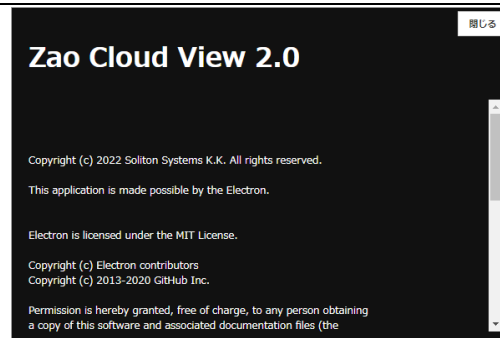 閉じる
Zao Cloud View 2.0
Copyright (c) 2022 Soliton Systems K.K. All rights reserved.
This application is made possible by the Electron.
Electron is licensed under the MIT License.
Copyright (c) Electron contributors
Copyright (c) 2013-2020 GitHub Inc.
Permission is hereby granted, free of charge, to any person obtaining
a copy of this software and associated documentation files (the